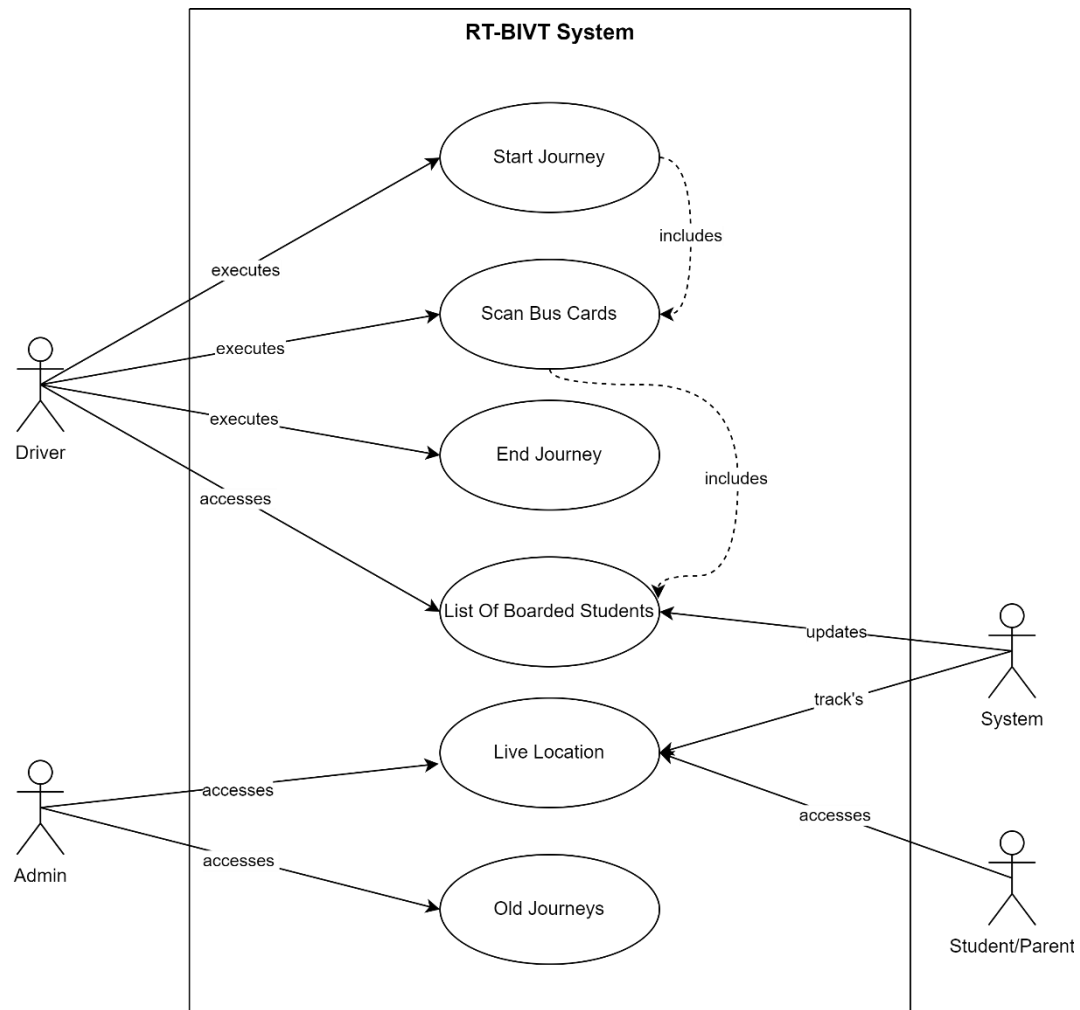 RT-BIVT System
Start Journey
includes
executes
Scan Bus Cards
executes
Driver
executes
End Journey
includes
accesses
List Of Boarded Students
updates
System
track's
Live Location
accesses
accesses
Admin
accesses
Old Journeys
Student/Parent